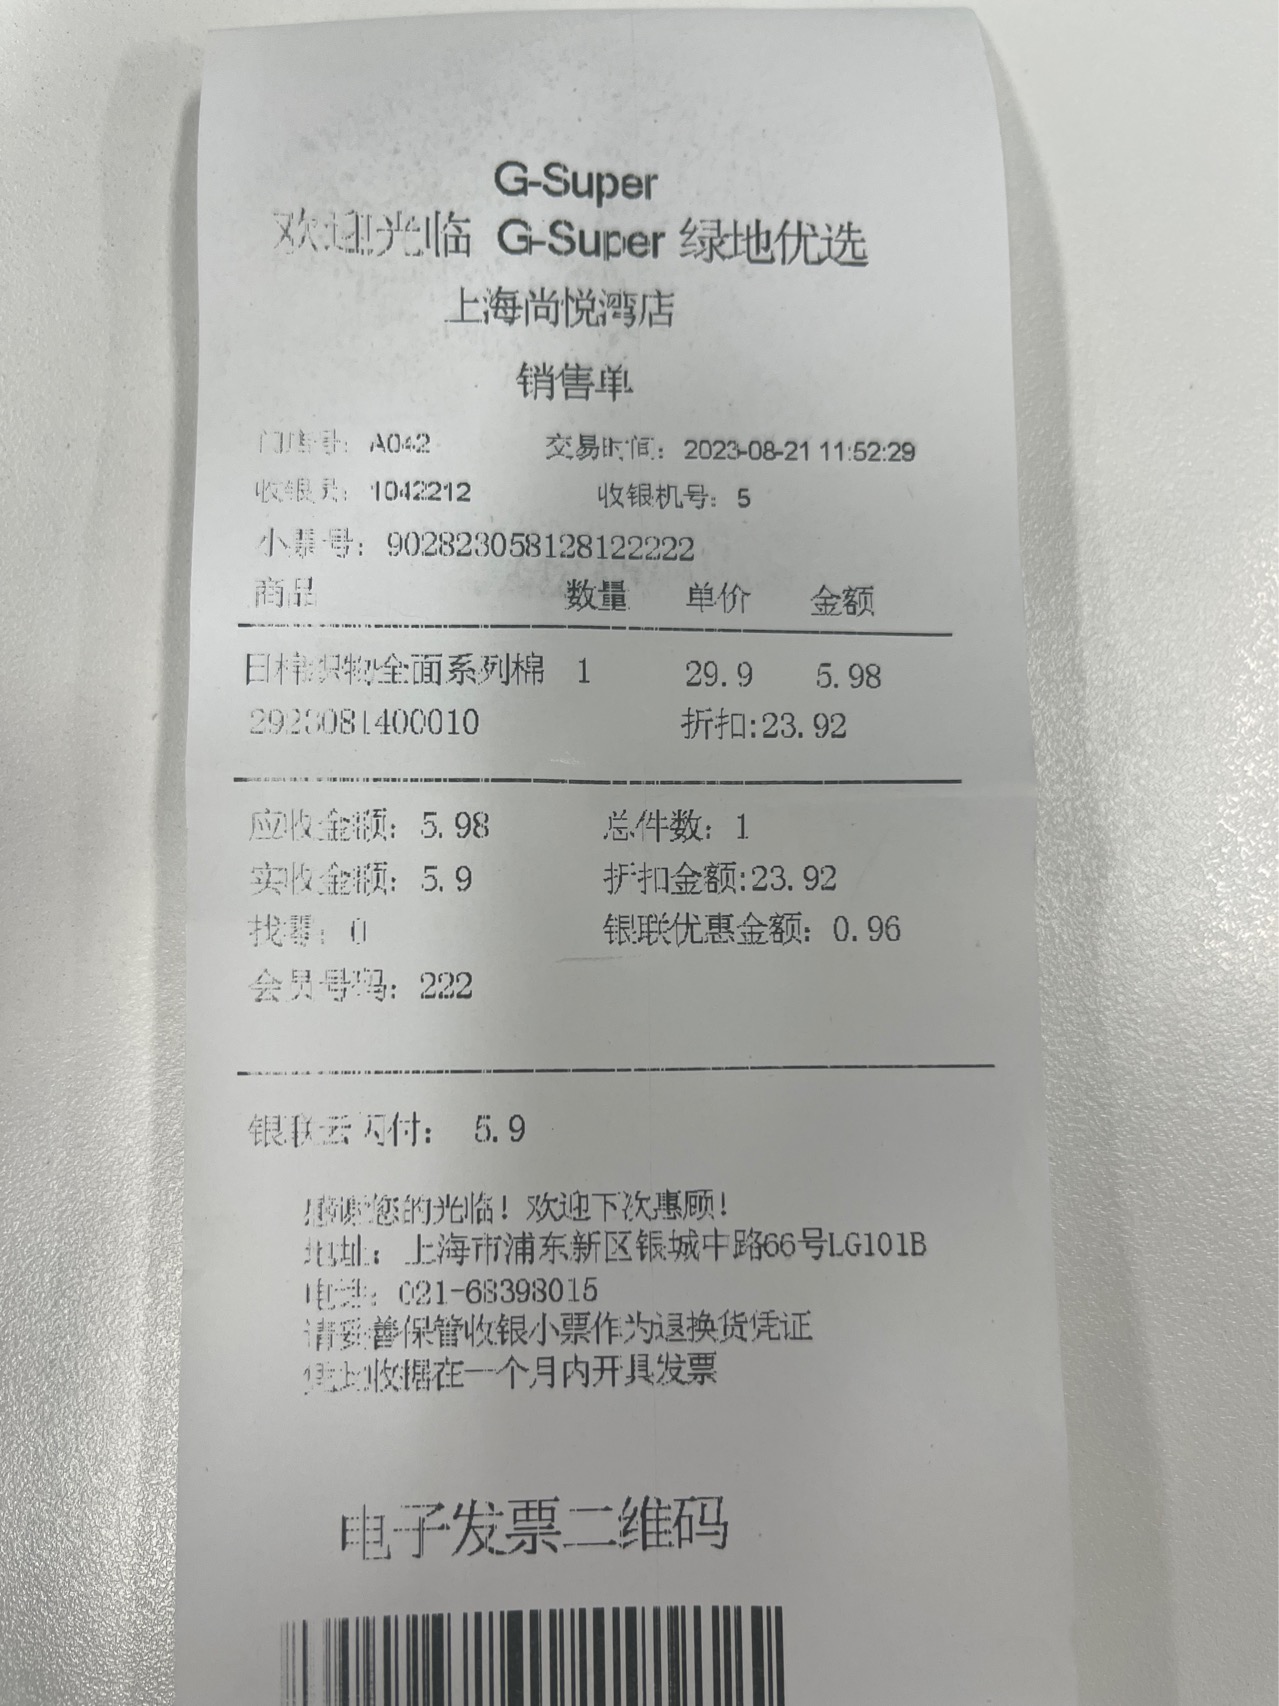 G-Super
欢迎光临 G-Super 绿地优选
上海尚悦湾店
销售单
门店号: A042 交易时间: 2023-08-21 11:52:29
收银员: 1042212 收银机号: 5
小票号: 902823058128122222
商品 数量 单价 金额
日棉织物全面系列棉 1 29.9 5.98
2923081400010 折扣:23.92
应收金额: 5.98 总件数: 1
实收金额: 5.9 折扣金额:23.92
找零: 0 银联优惠金额: 0.96
会员号码: 222
银联云闪付: 5.9
感谢您的光临! 欢迎下次惠顾!
地址: 上海市浦东新区银城中路66号LG101B
电话: 021-68398015
请妥善保管收银小票作为退换货凭证
凭此收据在一个月内开具发票
电子发票二维码